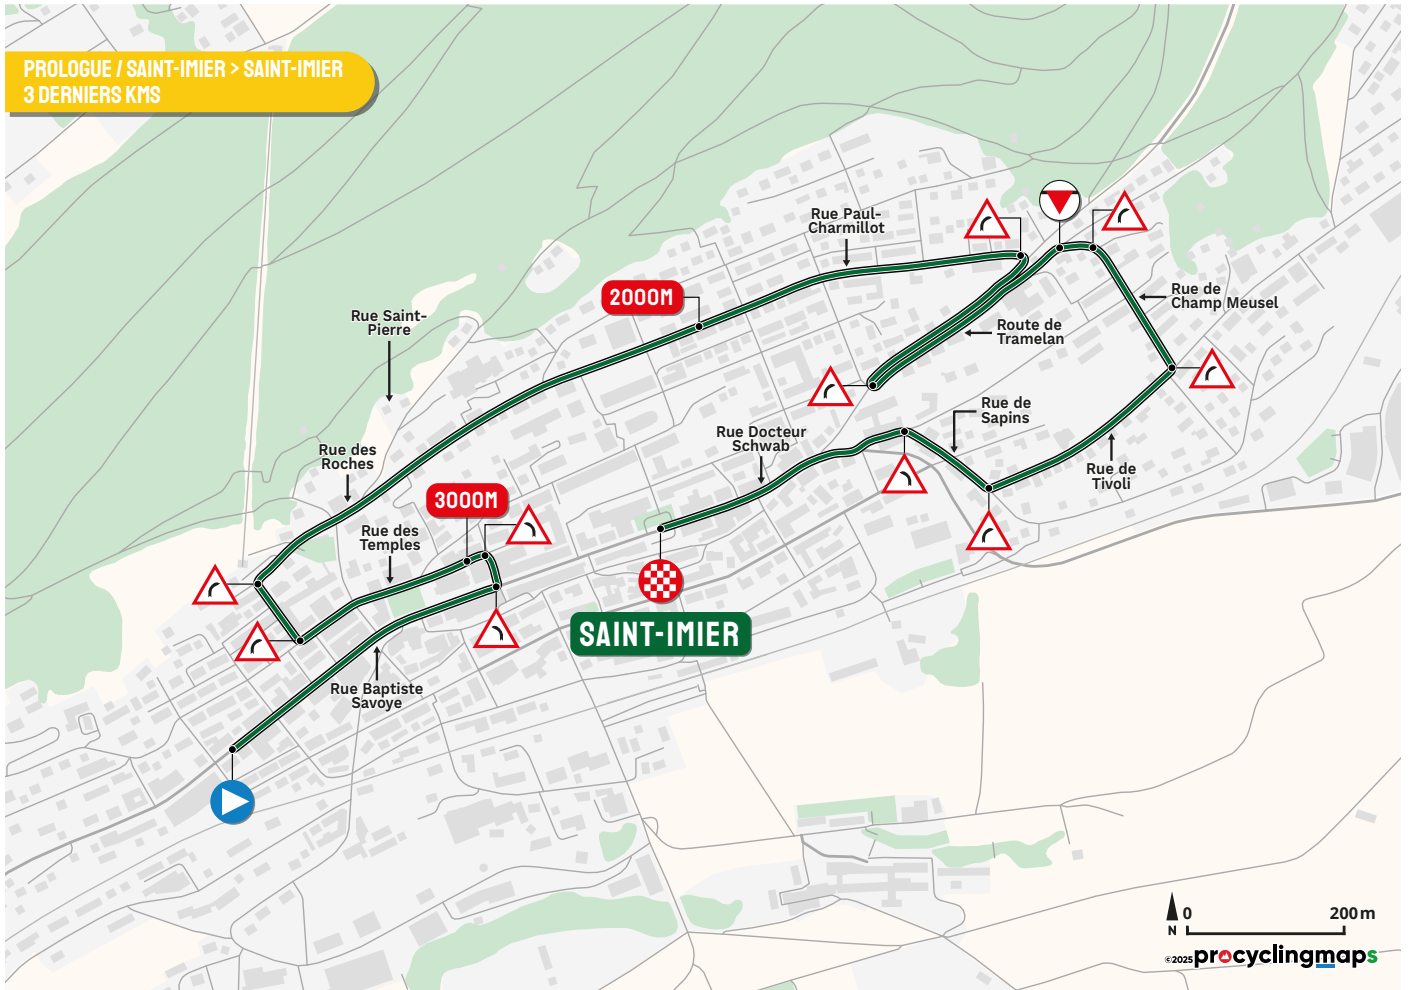 PROLOGUE / SAINT-IMIER > SAINT-IMIER
3 DERNIERS KMS
Rue Paul-
Charmillot
2000M
Rue de
Champ Meusel
Rue Saint-
Pierre
Route de
Tramelan
Rue de
Sapins
Rue Docteur
Schwab
Rue des
Roches
Rue de
Tivoli
3000M
Rue des
Temples
SAINT-IMIER
Rue Baptiste
Savoye
0 200m
N
©2025 procyclingmaps